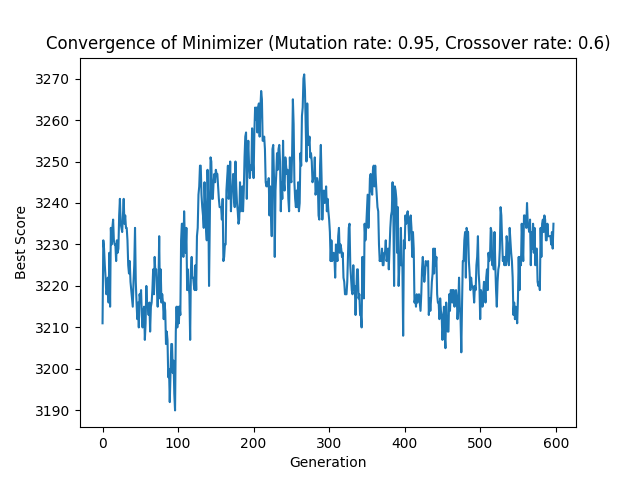 Convergence of Minimizer (Mutation rate: 0.95, Crossover rate: 0.6)
3270
3260
3250
3240
3230
3220
3210
3200
3190
Best Score
0 100 200 300 400 500 600
Generation